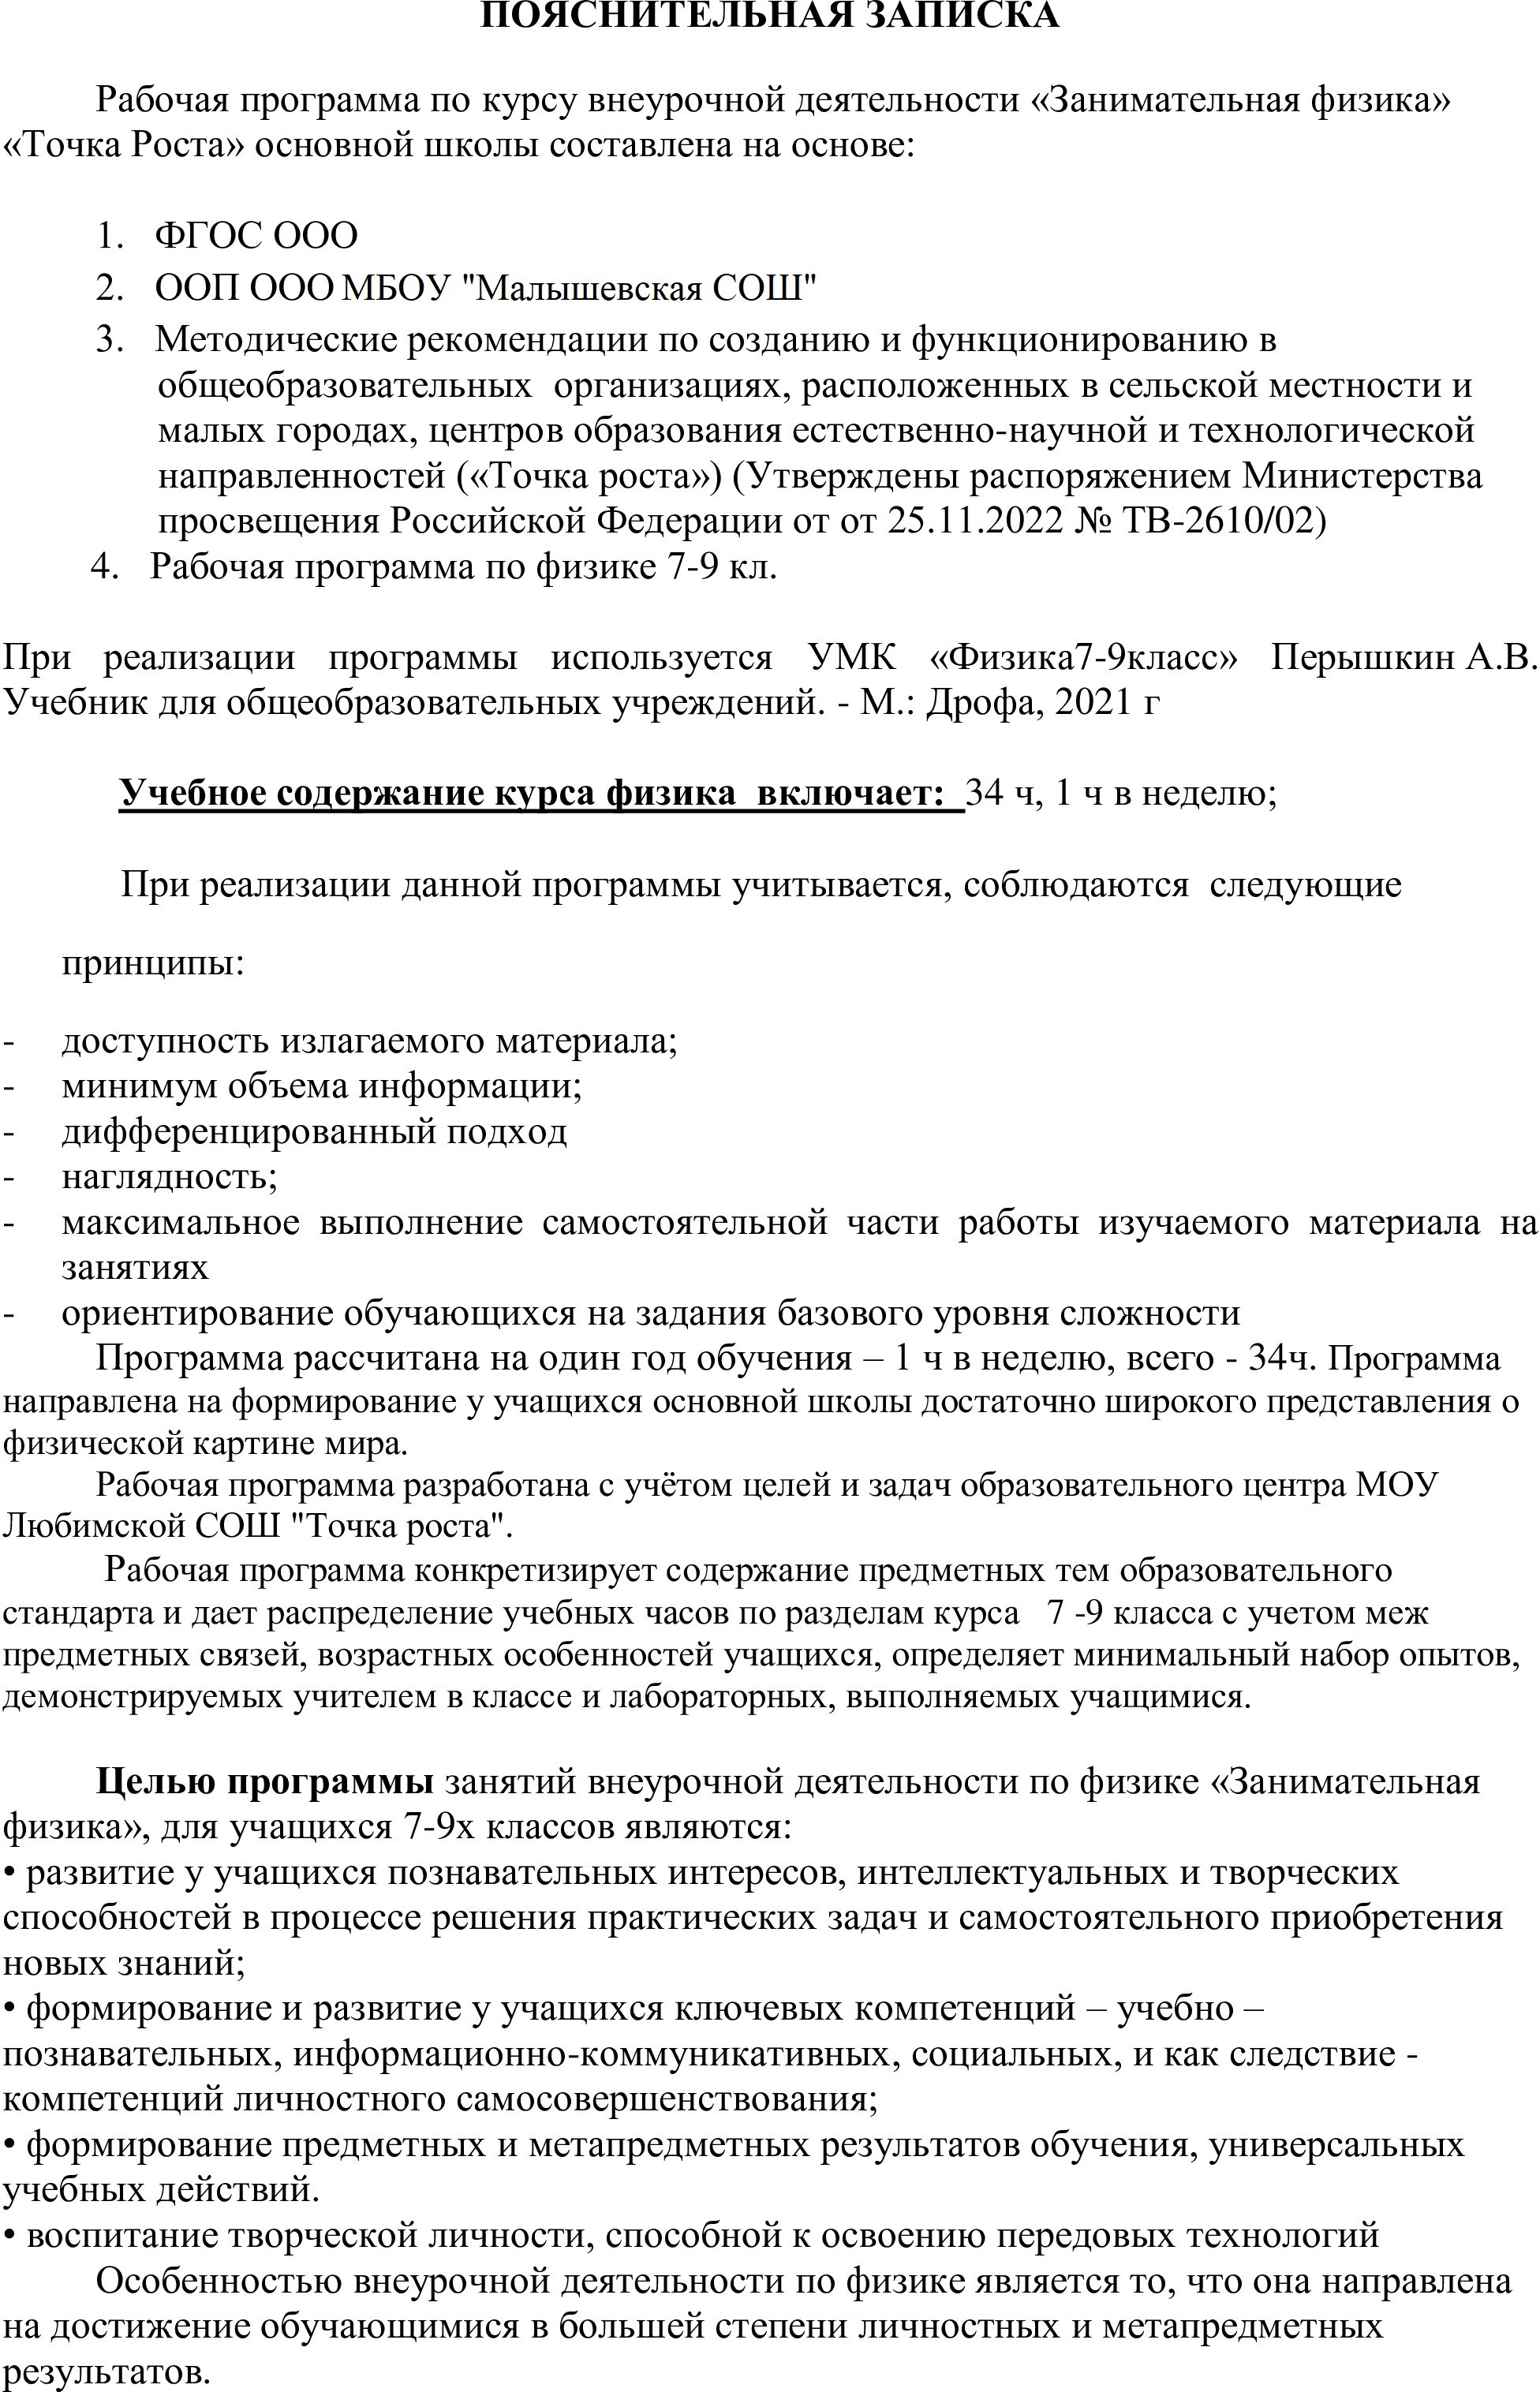 ПОЯСНИТЕЛЬНАЯ ЗАПИСКА
Рабочая программа по курсу внеурочной деятельности «Занимательная физика»
«Точка Роста» основной школы составлена на основе:
1. ФГОС ООО
2. ООП ООО МБОУ "Малышевская СОШ"
3. Методические рекомендации по созданию и функционированию в
общеобразовательных организациях, расположенных в сельской местности и
малых городах, центров образования естественно-научной и технологической
направленностей («Точка роста») (Утверждены распоряжением Министерства
просвещения Российской Федерации от от 25.11.2022 № ТВ-2610/02)
4. Рабочая программа по физике 7-9 кл.
При реализации программы используется УМК «Физика7-9класс» Перышкин А.В.
Учебник для общеобразовательных учреждений. - М.: Дрофа, 2021 г
Учебное содержание курса физика включает: 34 ч, 1 ч в неделю;
При реализации данной программы учитывается, соблюдаются следующие
принципы:
- доступность излагаемого материала;
- минимум объема информации;
- дифференцированный подход
- наглядность;
- максимальное выполнение самостоятельной части работы изучаемого материала на
занятиях
- ориентирование обучающихся на задания базового уровня сложности
Программа рассчитана на один год обучения – 1 ч в неделю, всего - 34ч. Программа
направлена на формирование у учащихся основной школы достаточно широкого представления о
физической картине мира.
Рабочая программа разработана с учётом целей и задач образовательного центра МОУ
Любимской СОШ "Точка роста".
Рабочая программа конкретизирует содержание предметных тем образовательного
стандарта и дает распределение учебных часов по разделам курса 7 -9 класса с учетом меж
предметных связей, возрастных особенностей учащихся, определяет минимальный набор опытов,
демонстрируемых учителем в классе и лабораторных, выполняемых учащимися.
Целью программы занятий внеурочной деятельности по физике «Занимательная
физика», для учащихся 7-9х классов являются:
• развитие у учащихся познавательных интересов, интеллектуальных и творческих
способностей в процессе решения практических задач и самостоятельного приобретения
новых знаний;
• формирование и развитие у учащихся ключевых компетенций – учебно –
познавательных, информационно-коммуникативных, социальных, и как следствие -
компетенций личностного самосовершенствования;
• формирование предметных и метапредметных результатов обучения, универсальных
учебных действий.
• воспитание творческой личности, способной к освоению передовых технологий
Особенностью внеурочной деятельности по физике является то, что она направлена
на достижение обучающимися в большей степени личностных и метапредметных
результатов.